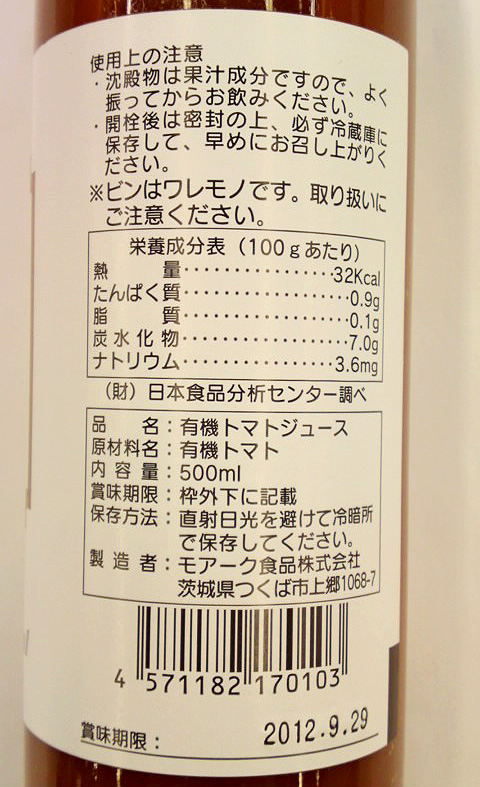 使用上の注意
・沈殿物は果汁成分ですので、よく
振ってからお飲みください。
・開栓後は密封の上、必ず冷蔵庫に
保存して、早めにお召し上がりく
ださい。
※ビンはワレモノです。取り扱いに
ご注意ください。
栄養成分表（100gあたり）
熱　　量・・・・・・・・・・・・・・・・32Kcal
たんぱく質・・・・・・・・・・・・・・・・0.9g
脂　　質・・・・・・・・・・・・・・・・0.1g
炭水化物・・・・・・・・・・・・・・・・7.0g
ナトリウム・・・・・・・・・・・・・・・・3.6mg
（財）日本食品分析センター調べ
品　　名：有機トマトジュース
原材料名：有機トマト
内容量：500ml
賞味期限：枠外下に記載
保存方法：直射日光を避けて冷暗所
で保存してください。
製造者：モアーク食品株式会社
茨城県つくば市上郷1068-7
4 571182 170103
賞味期限： 2012.9.29